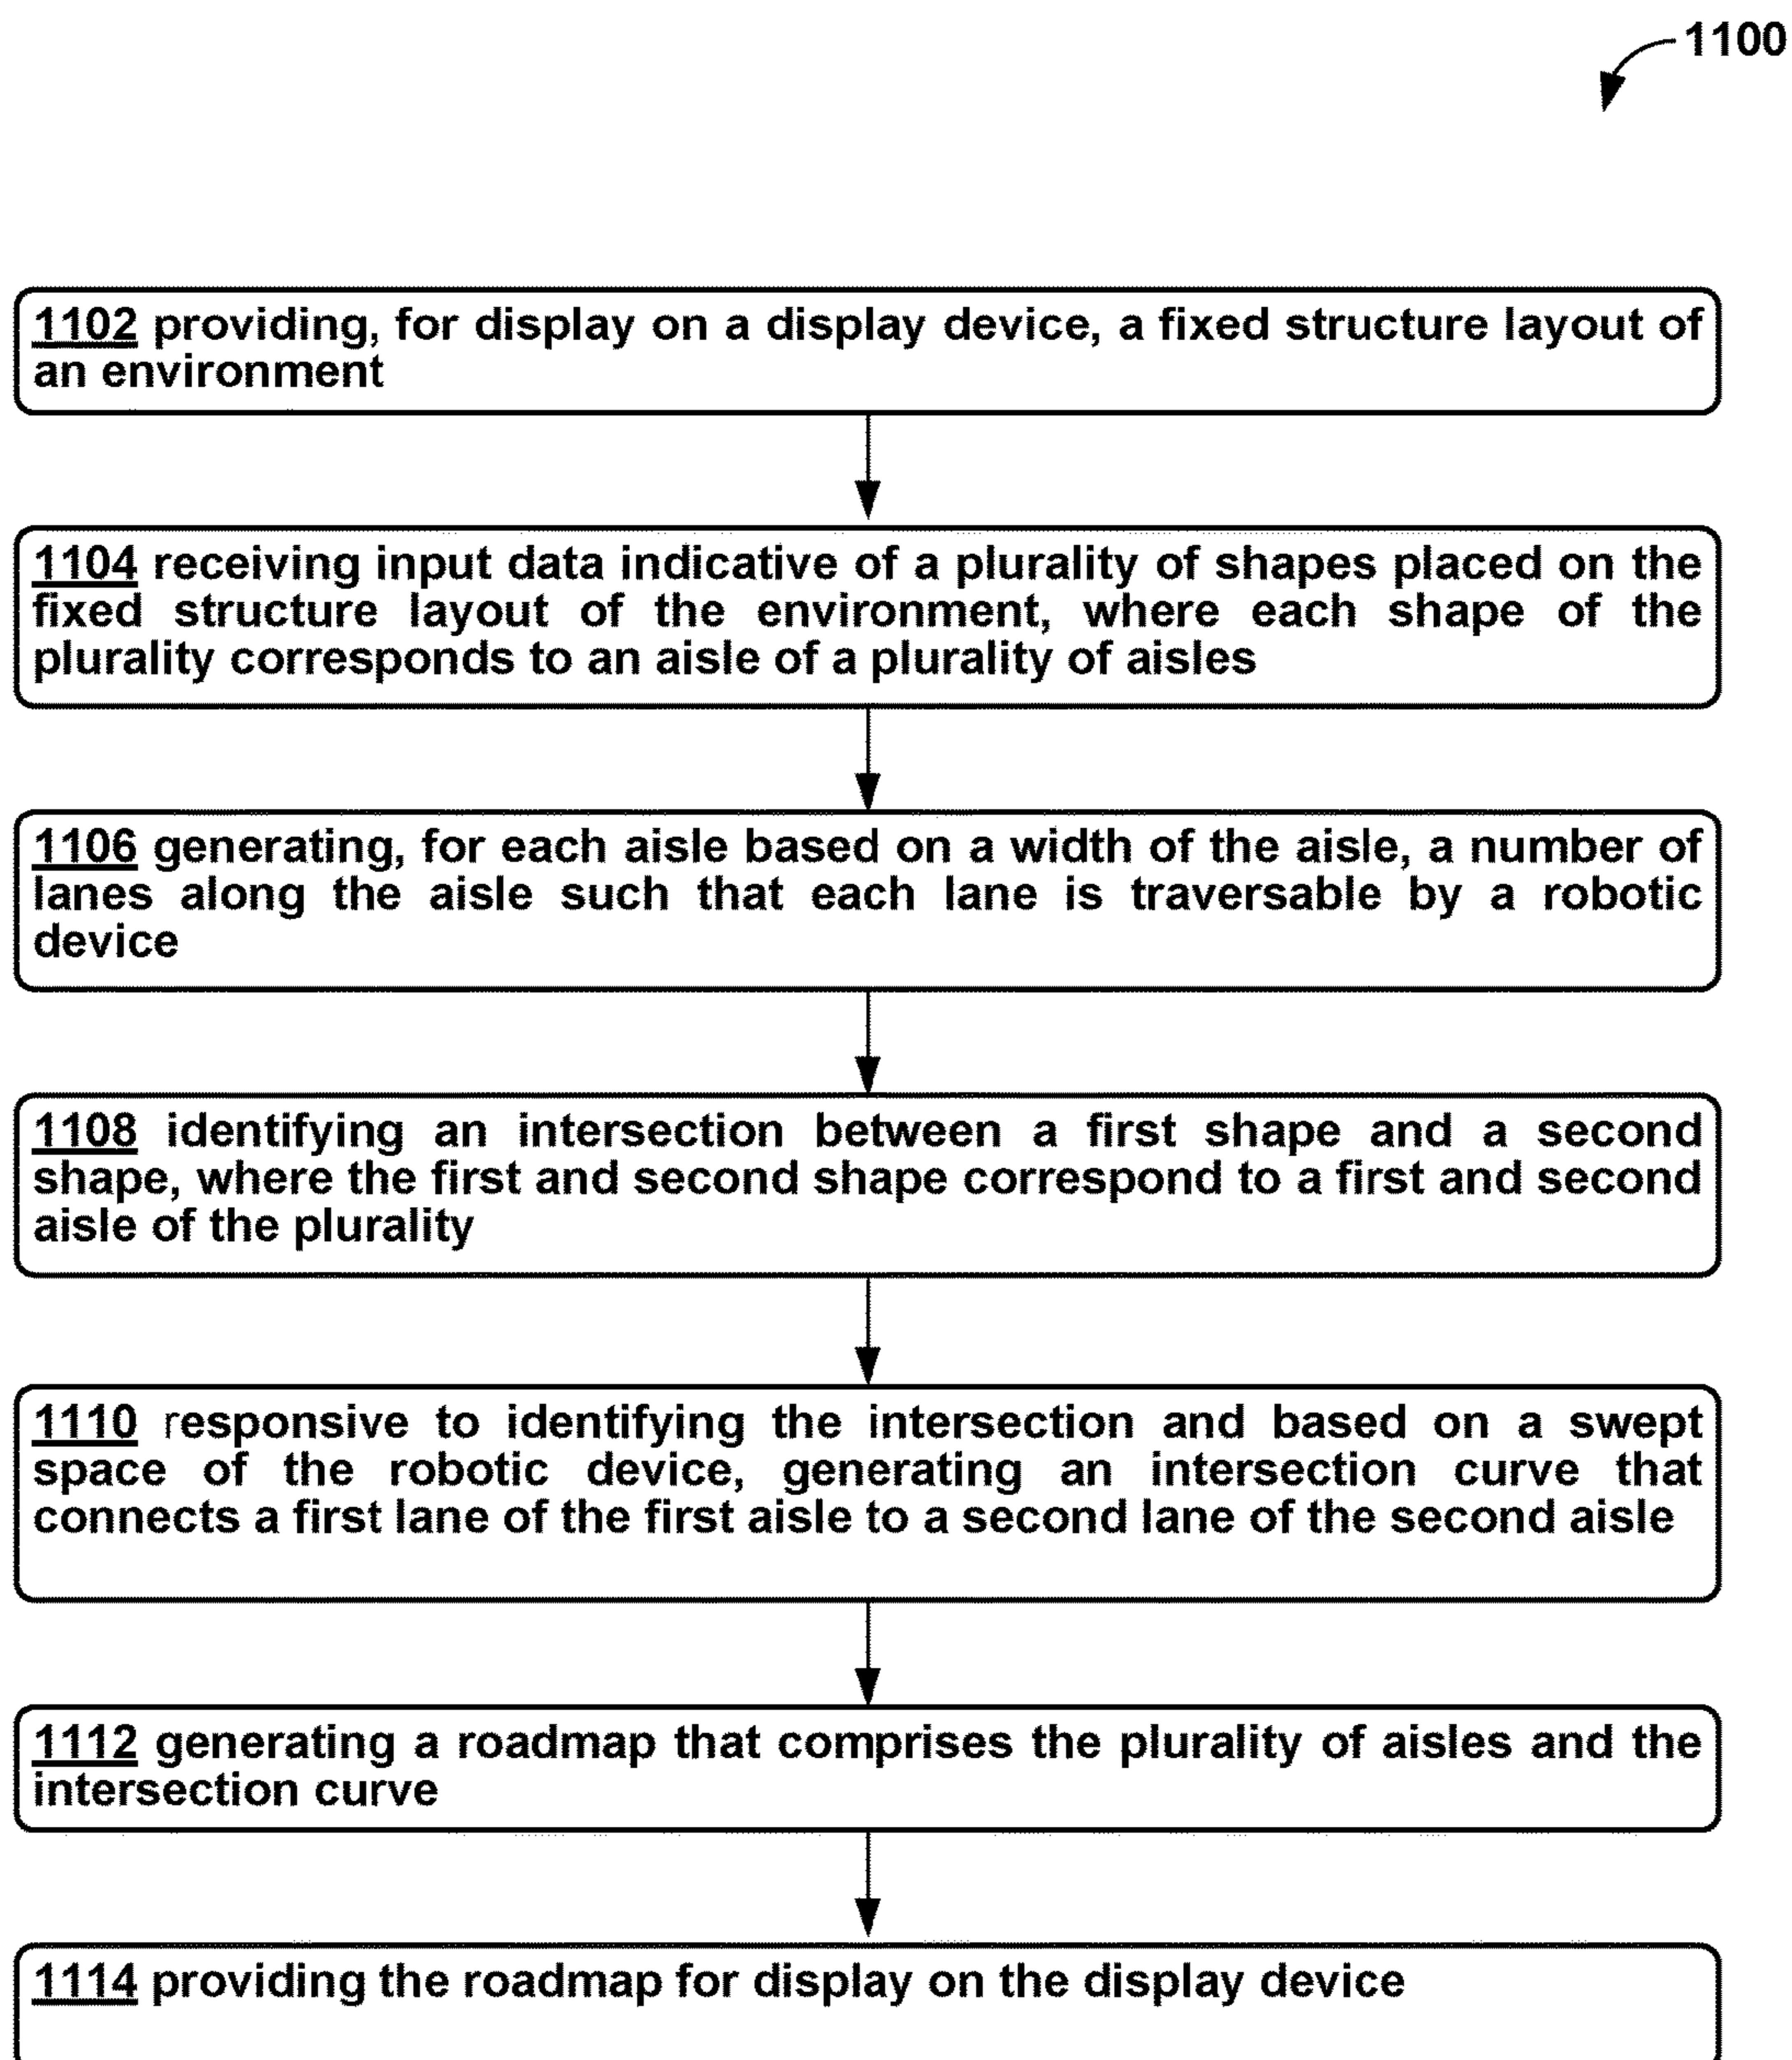 1100
1102 providing, for display on a display device, a fixed structure layout of
an environment
1104 receiving input data indicative of a plurality of shapes placed on the
fixed structure layout of the environment, where each shape of the
plurality corresponds to an aisle of a plurality of aisles
1106 generating, for each aisle based on a width of the aisle, a number of
lanes along the aisle such that each lane is traversable by a robotic
device
1108 identifying an intersection between a first shape and a second
shape, where the first and second shape correspond to a first and second
aisle of the plurality
1110 responsive to identifying the intersection and based on a swept
space of the robotic device, generating an intersection curve that
connects a first lane of the first aisle to a second lane of the second aisle
1112 generating a roadmap that comprises the plurality of aisles and the
intersection curve
1114 providing the roadmap for display on the display device